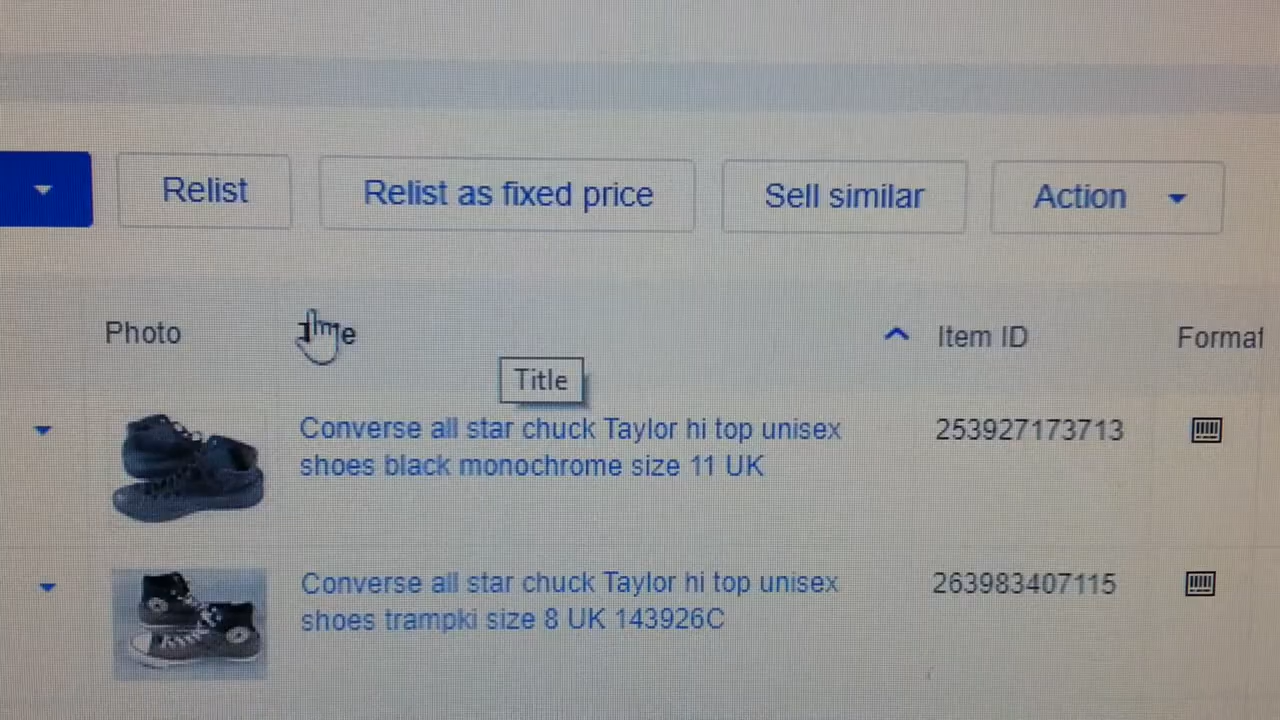 Relist
Relist as fixed price
Sell similar
Action
Photo
Item ID
Format
Title
Converse all star chuck Taylor hi top unisex
shoes black monochrome size 11 UK
253927173713
Converse all star chuck Taylor hi top unisex
shoes trampki size 8 UK 143926C
263983407115